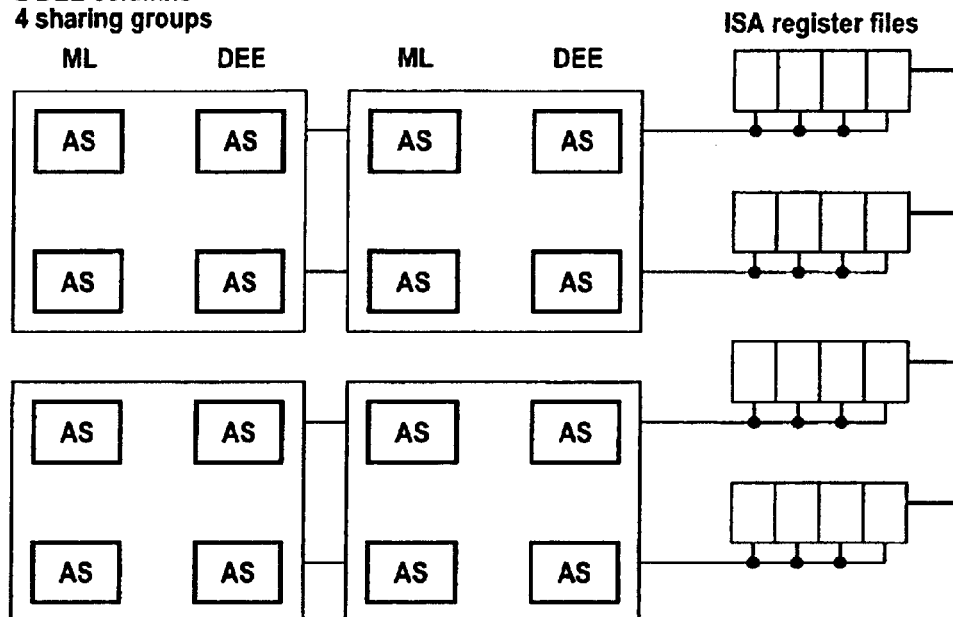 4 sharing groups
ISA register files
ML DEE ML DEE
AS AS AS AS
AS AS AS AS
AS AS AS AS
AS AS AS AS